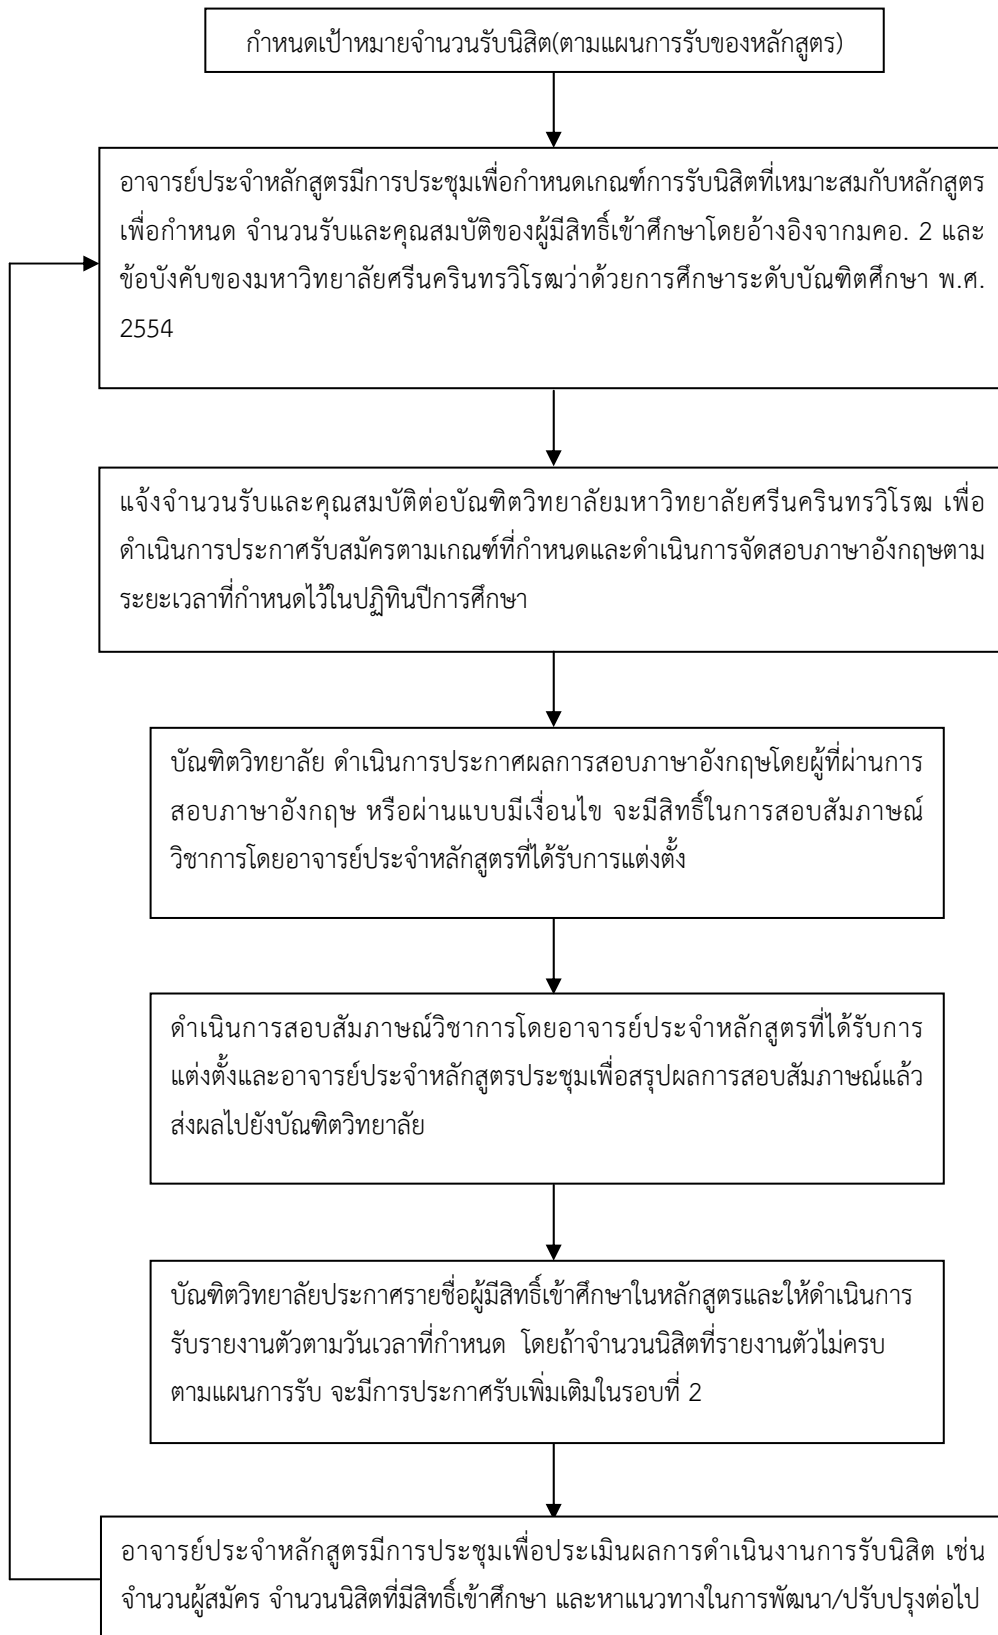 กำหนดเป้าหมายจำนวนรับนิสิต(ตามแผนการรับของหลักสูตร)
อาจารย์ประจำหลักสูตรมีการประชุมเพื่อกำหนดเกณฑ์การรับนิสิตที่เหมาะสมกับหลักสูตร
เพื่อกำหนด จำนวนรับและคุณสมบัติของผู้มีสิทธิ์เข้าศึกษาโดยอ้างอิงจากมคอ. 2 และ
ข้อบังคับของมหาวิทยาลัยศรีนครินทรวิโรฒว่าด้วยการศึกษาระดับบัณฑิตศึกษา พ.ศ.
2554
แจ้งจำนวนรับและคุณสมบัติต่อบัณฑิตวิทยาลัยมหาวิทยาลัยศรีนครินทรวิโรฒ เพื่อ
ดำเนินการประกาศรับสมัครตามเกณฑ์ที่กำหนดและดำเนินการจัดสอบภาษาอังกฤษตาม
ระยะเวลาที่กำหนดไว้ในปฏิทินปีการศึกษา
บัณฑิตวิทยาลัย ดำเนินการประกาศผลการสอบภาษาอังกฤษโดยผู้ที่ผ่านการ
สอบภาษาอังกฤษ หรือผ่านแบบมีเงื่อนไข จะมีสิทธิ์ในการสอบสัมภาษณ์
วิชาการโดยอาจารย์ประจำหลักสูตรที่ได้รับการแต่งตั้ง
ดำเนินการสอบสัมภาษณ์วิชาการโดยอาจารย์ประจำหลักสูตรที่ได้รับการ
แต่งตั้งและอาจารย์ประจำหลักสูตรประชุมเพื่อสรุปผลการสอบสัมภาษณ์แล้ว
ส่งผลไปยังบัณฑิตวิทยาลัย
บัณฑิตวิทยาลัยประกาศรายชื่อผู้มีสิทธิ์เข้าศึกษาในหลักสูตรและให้ดำเนินการ
รับรายงานตัวตามวันเวลาที่กำหนด โดยถ้าจำนวนนิสิตที่รายงานตัวไม่ครบ
ตามแผนการรับ จะมีการประกาศรับเพิ่มเติมในรอบที่ 2
อาจารย์ประจำหลักสูตรมีการประชุมเพื่อประเมินผลการดำเนินงานการรับนิสิต เช่น
จำนวนผู้สมัคร จำนวนนิสิตที่มีสิทธิ์เข้าศึกษา และหาแนวทางในการพัฒนา/ปรับปรุงต่อไป